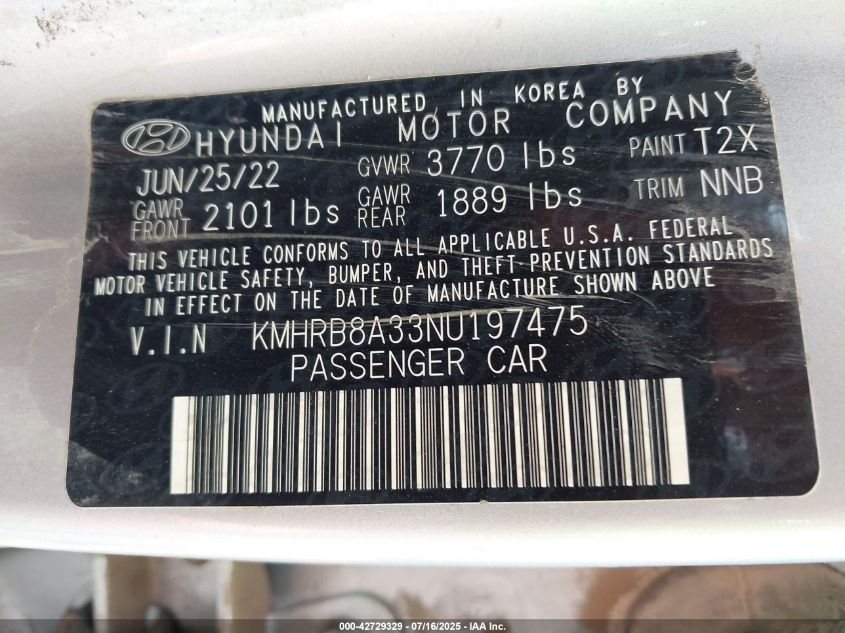 MANUFACTURED IN KOREA BY
HYUNDAI MOTOR COMPANY
JUN/25/22 GVWR 3770 lbs PAINT T2X
GAWR FRONT 2101 lbs GAWR REAR 1889 lbs TRIM NNB
THIS VEHICLE CONFORMS TO ALL APPLICABLE U.S.A. FEDERAL
MOTOR VEHICLE SAFETY, BUMPER, AND THEFT PREVENTION STANDARDS
IN EFFECT ON THE DATE OF MANUFACTURE SHOWN ABOVE
V.I.N KMHRB8A33NU197475
PASSENGER CAR
000-42729329 - 07/16/2025 - IAA Inc.